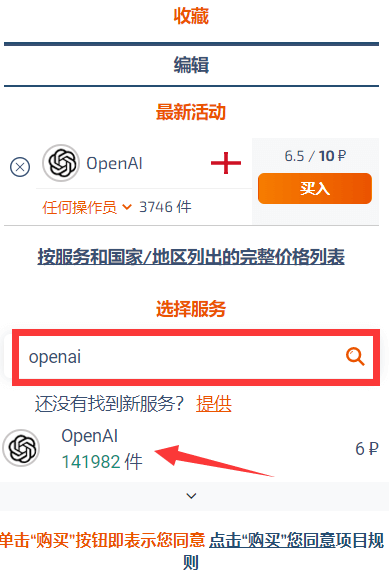 收藏
编辑
最新活动
OpenAI
6.5 / 10 ₽
买入
任何操作员 3746 件
按服务和国家/地区列出的完整价格列表
选择服务
openai
还没有找到新服务？ 提供
OpenAI
141982 件
6 ₽
单击“购买”按钮即表示您同意 点击“购买”您同意项目规
则